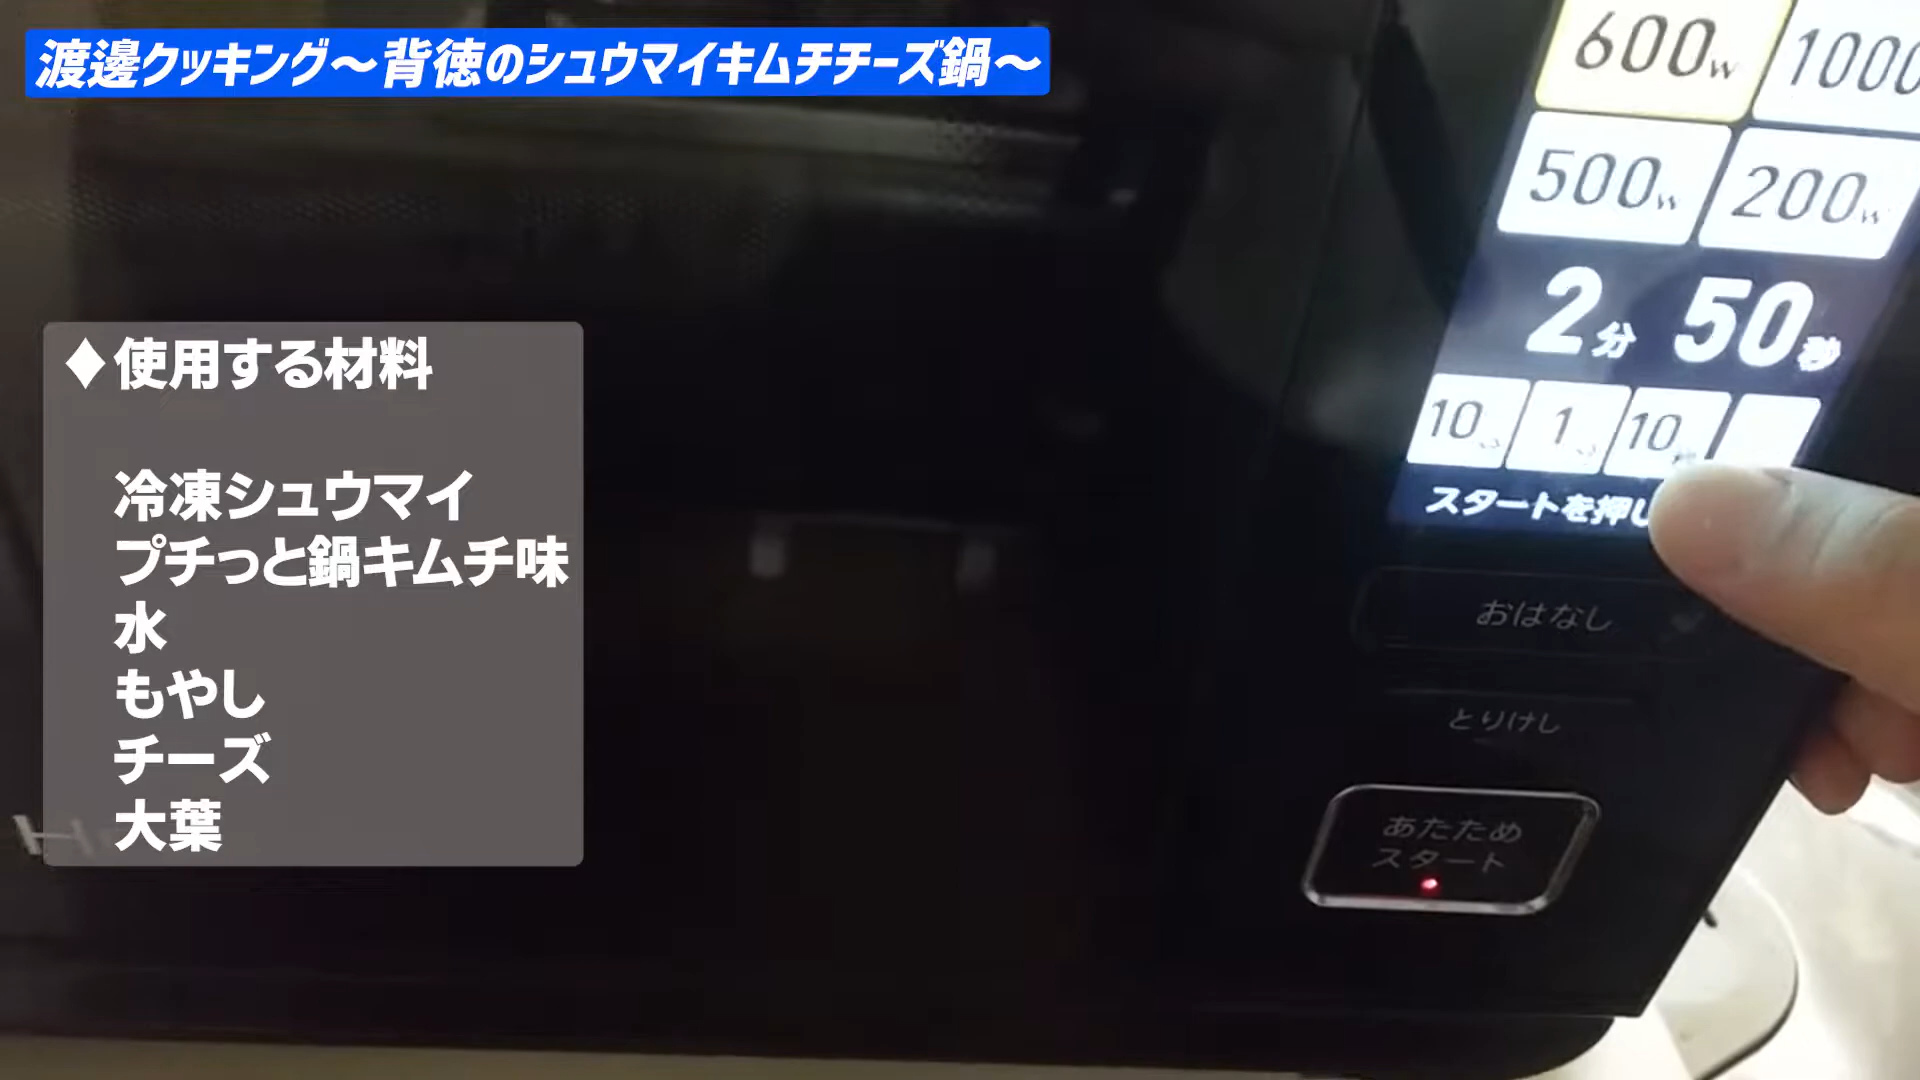 渡邊クッキング〜背徳のシュウマイキムチチーズ鍋〜
600W 1000
500W 200W
2分 50秒
10 1 10
スタートを押し
◆使用する材料
冷凍シュウマイ
プチっと鍋キムチ味
水
もやし
チーズ
大葉
おはなし
とりけし
あたため
スタート